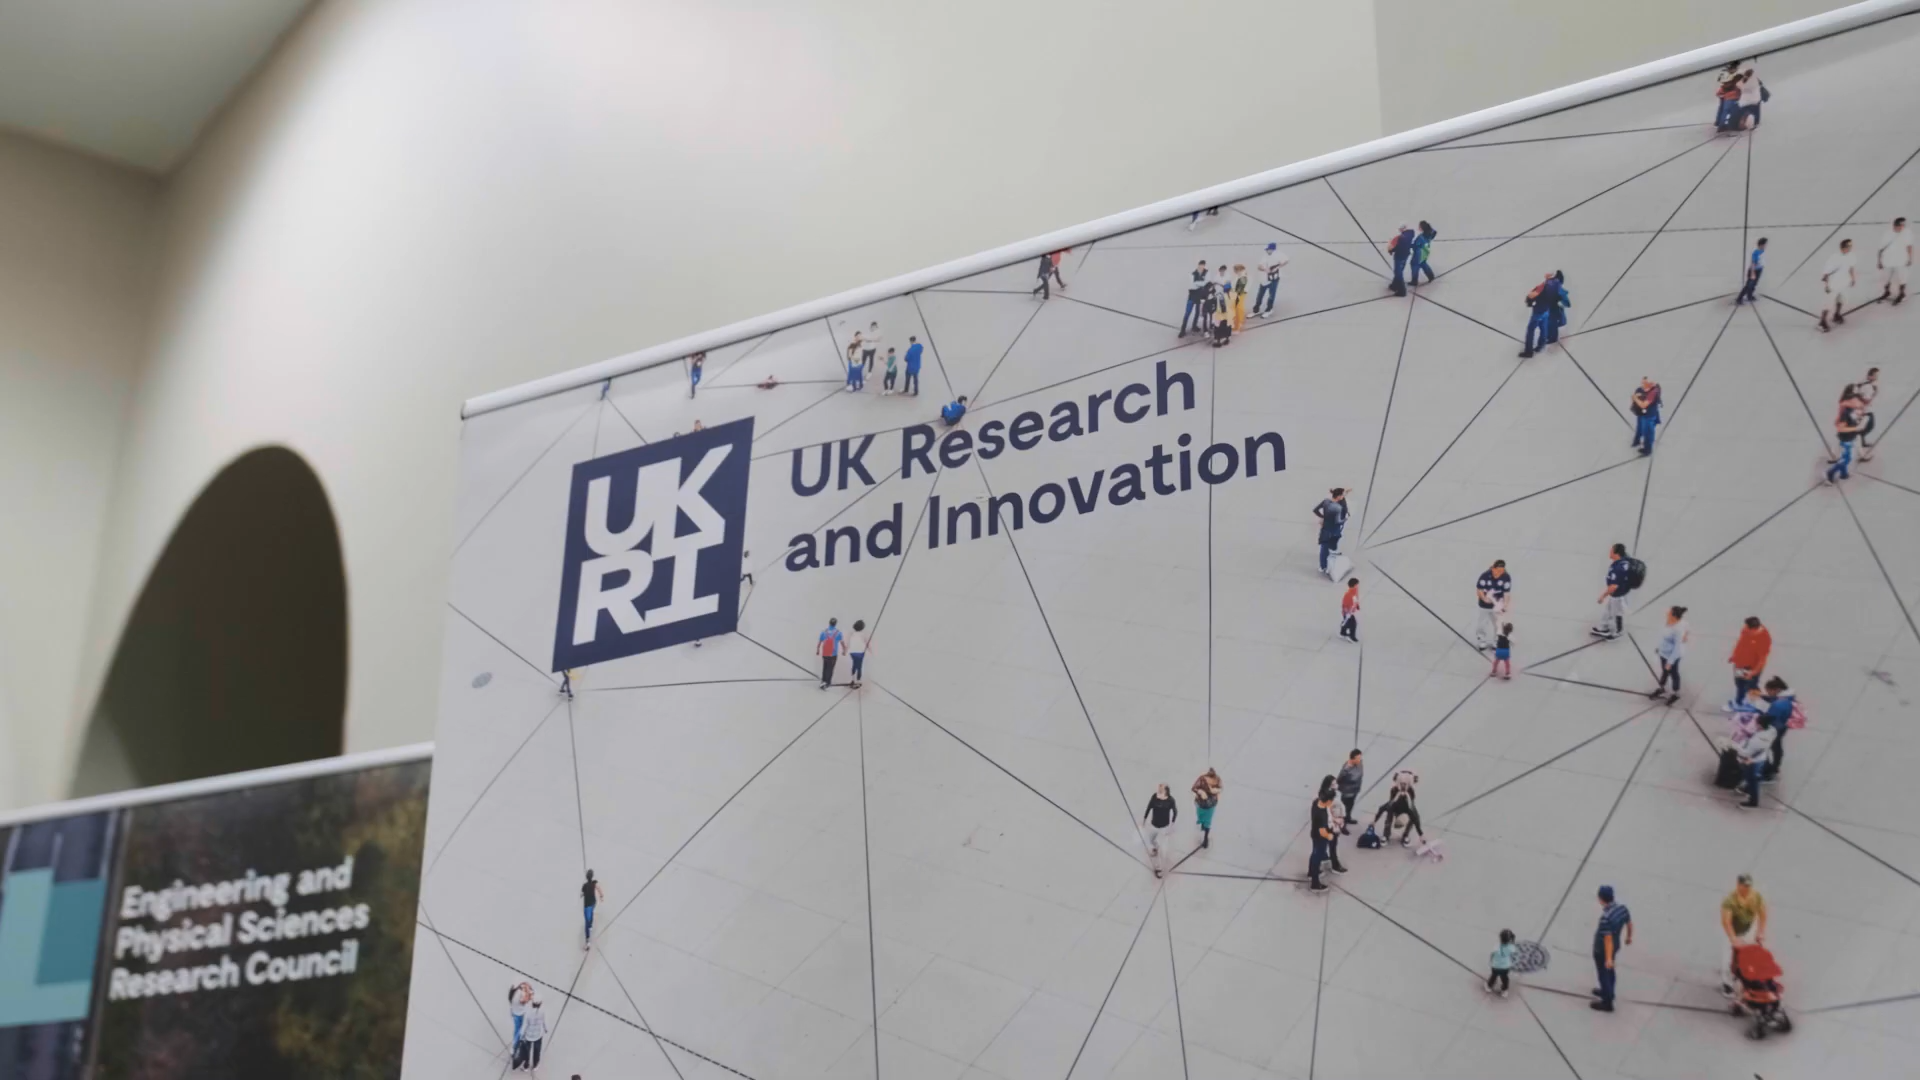 UK
RI
UK Research
and Innovation
Engineering and
Physical Sciences
Research Council